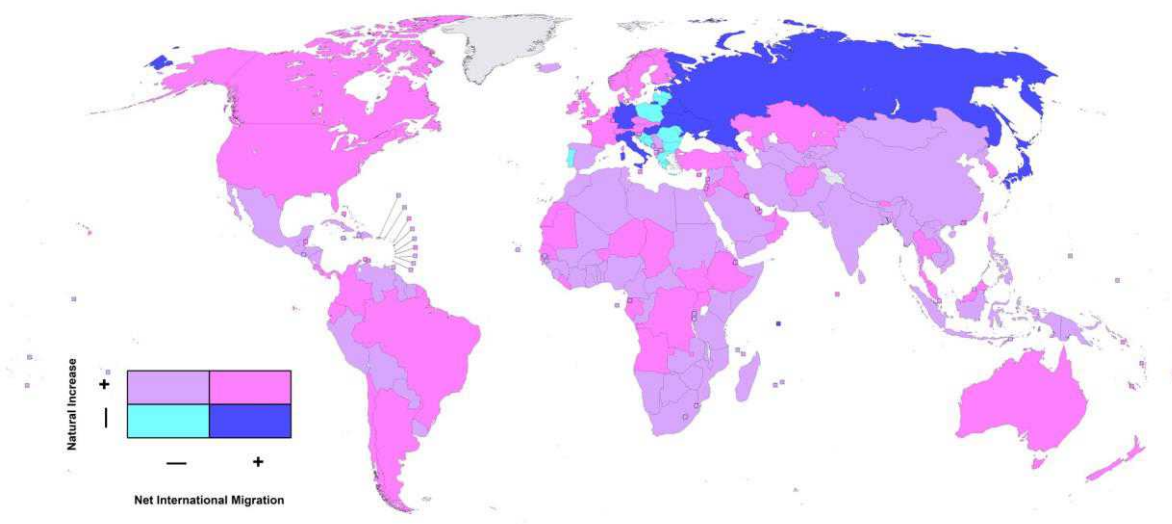 Natural Increase
+
—
— +
Net International Migration